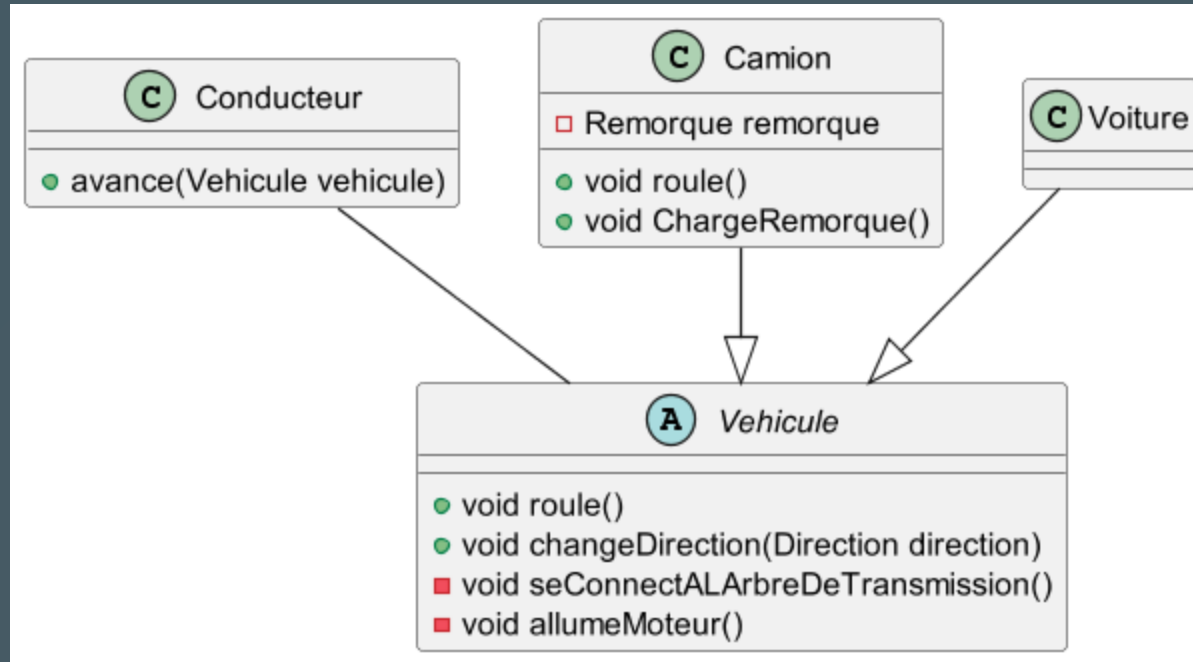 C Conducteur
avance(Vehicule vehicule)
C Camion
Remorque remorque
void roule()
void ChargeRemorque()
C Voiture
A Vehicule
void roule()
void changeDirection(Direction direction)
void seConnectALArbreDeTransmission()
void allumeMoteur()